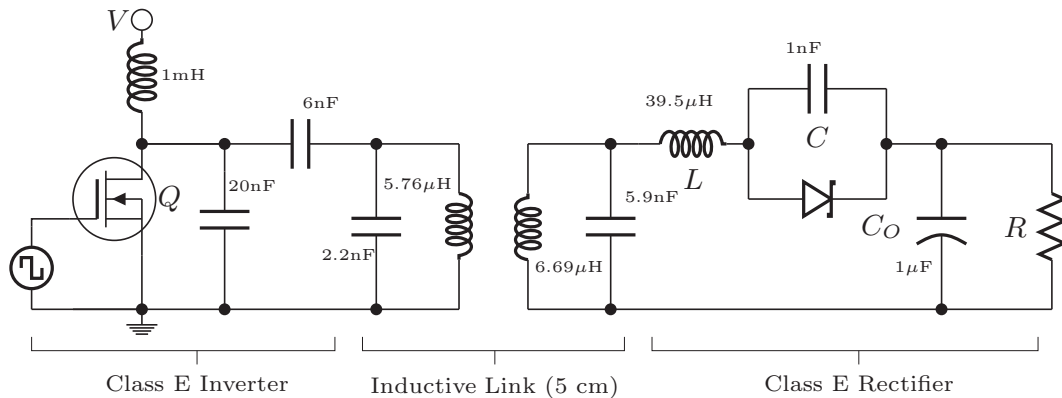 V
1mH
6nF
1nF
39.5μH
C
L
Q
20nF
5.76μH
5.9nF
C_O
R
2.2nF
6.69μH
1μF
Class E Inverter
Inductive Link (5 cm)
Class E Rectifier